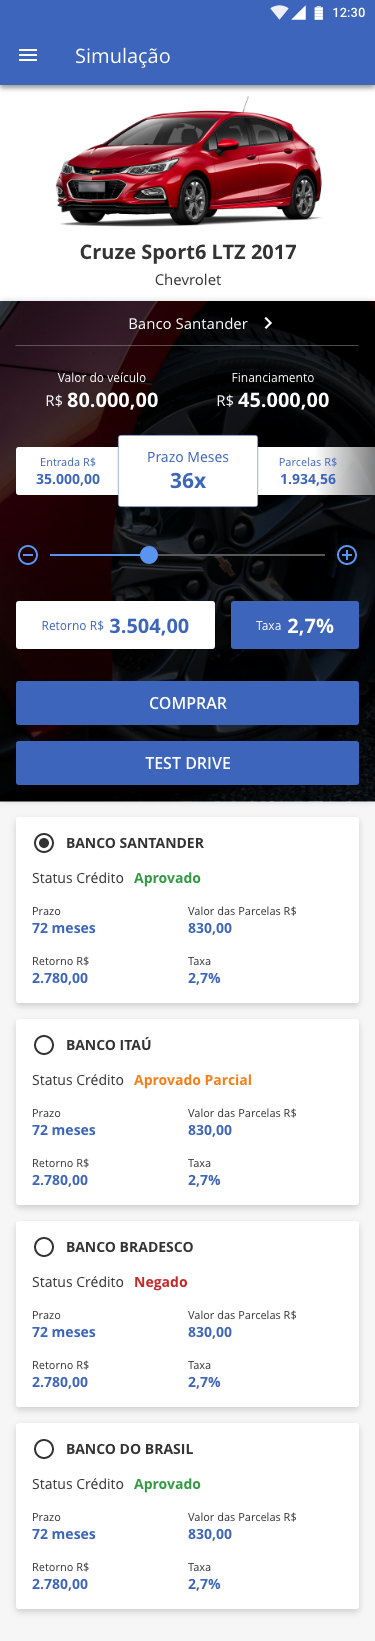 12:30
Simulação
Cruze Sport6 LTZ 2017
Chevrolet
Banco Santander
Valor do veículo
Financiamento
R$ 80.000,00
R$ 45.000,00
Entrada R$
35.000,00
Prazo Meses
36x
Parcelas R$
1.934,56
Retorno R$ 3.504,00
Taxa 2,7%
COMPRAR
TEST DRIVE
BANCO SANTANDER
Status Crédito Aprovado
Prazo
Valor das Parcelas R$
72 meses
830,00
Retorno R$
Taxa
2.780,00
2,7%
BANCO ITAÚ
Status Crédito Aprovado Parcial
Prazo
Valor das Parcelas R$
72 meses
830,00
Retorno R$
Taxa
2.780,00
2,7%
BANCO BRADESCO
Status Crédito Negado
Prazo
Valor das Parcelas R$
72 meses
830,00
Retorno R$
Taxa
2.780,00
2,7%
BANCO DO BRASIL
Status Crédito Aprovado
Prazo
Valor das Parcelas R$
72 meses
830,00
Retorno R$
Taxa
2.780,00
2,7%